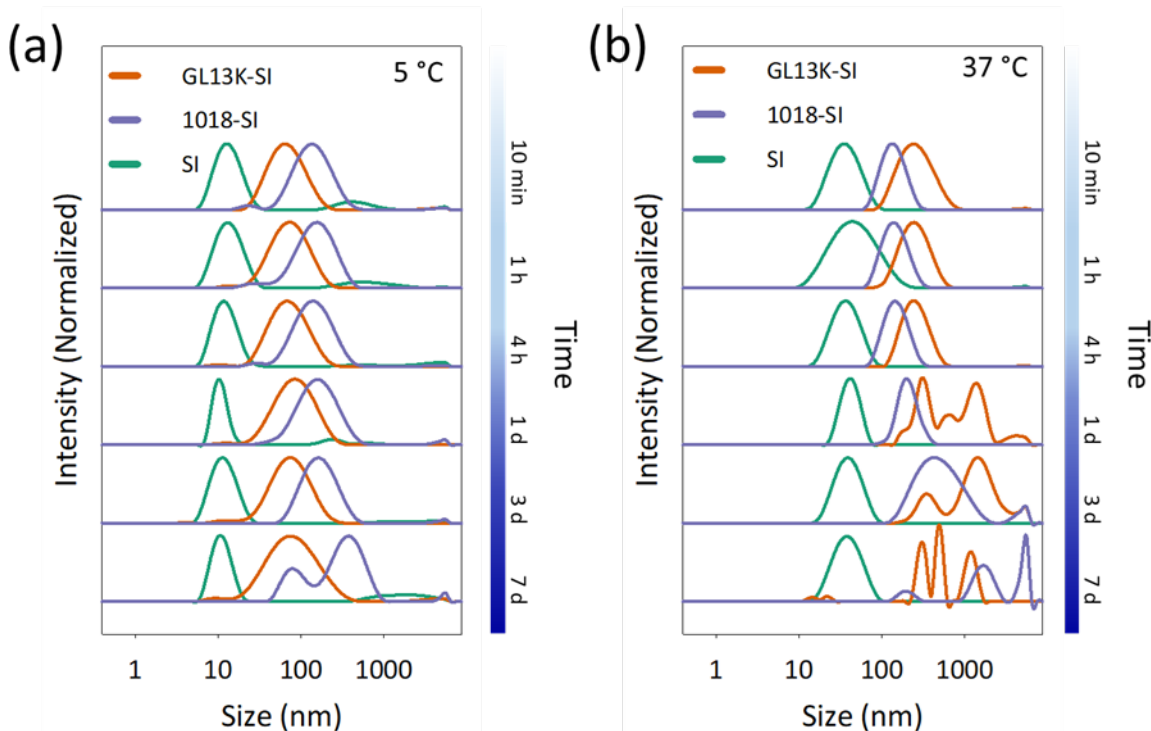 (a)
GL13K-SI
5 °C
1018-SI
SI
Intensity (Normalized)
1
10
100
1000
Size (nm)
10 min
1 h
4 h
1 d
3 d
7 d
Time
(b)
GL13K-SI
37 °C
1018-SI
SI
Intensity (Normalized)
1
10
100
1000
Size (nm)
10 min
1 h
4 h
1 d
3 d
7 d
Time